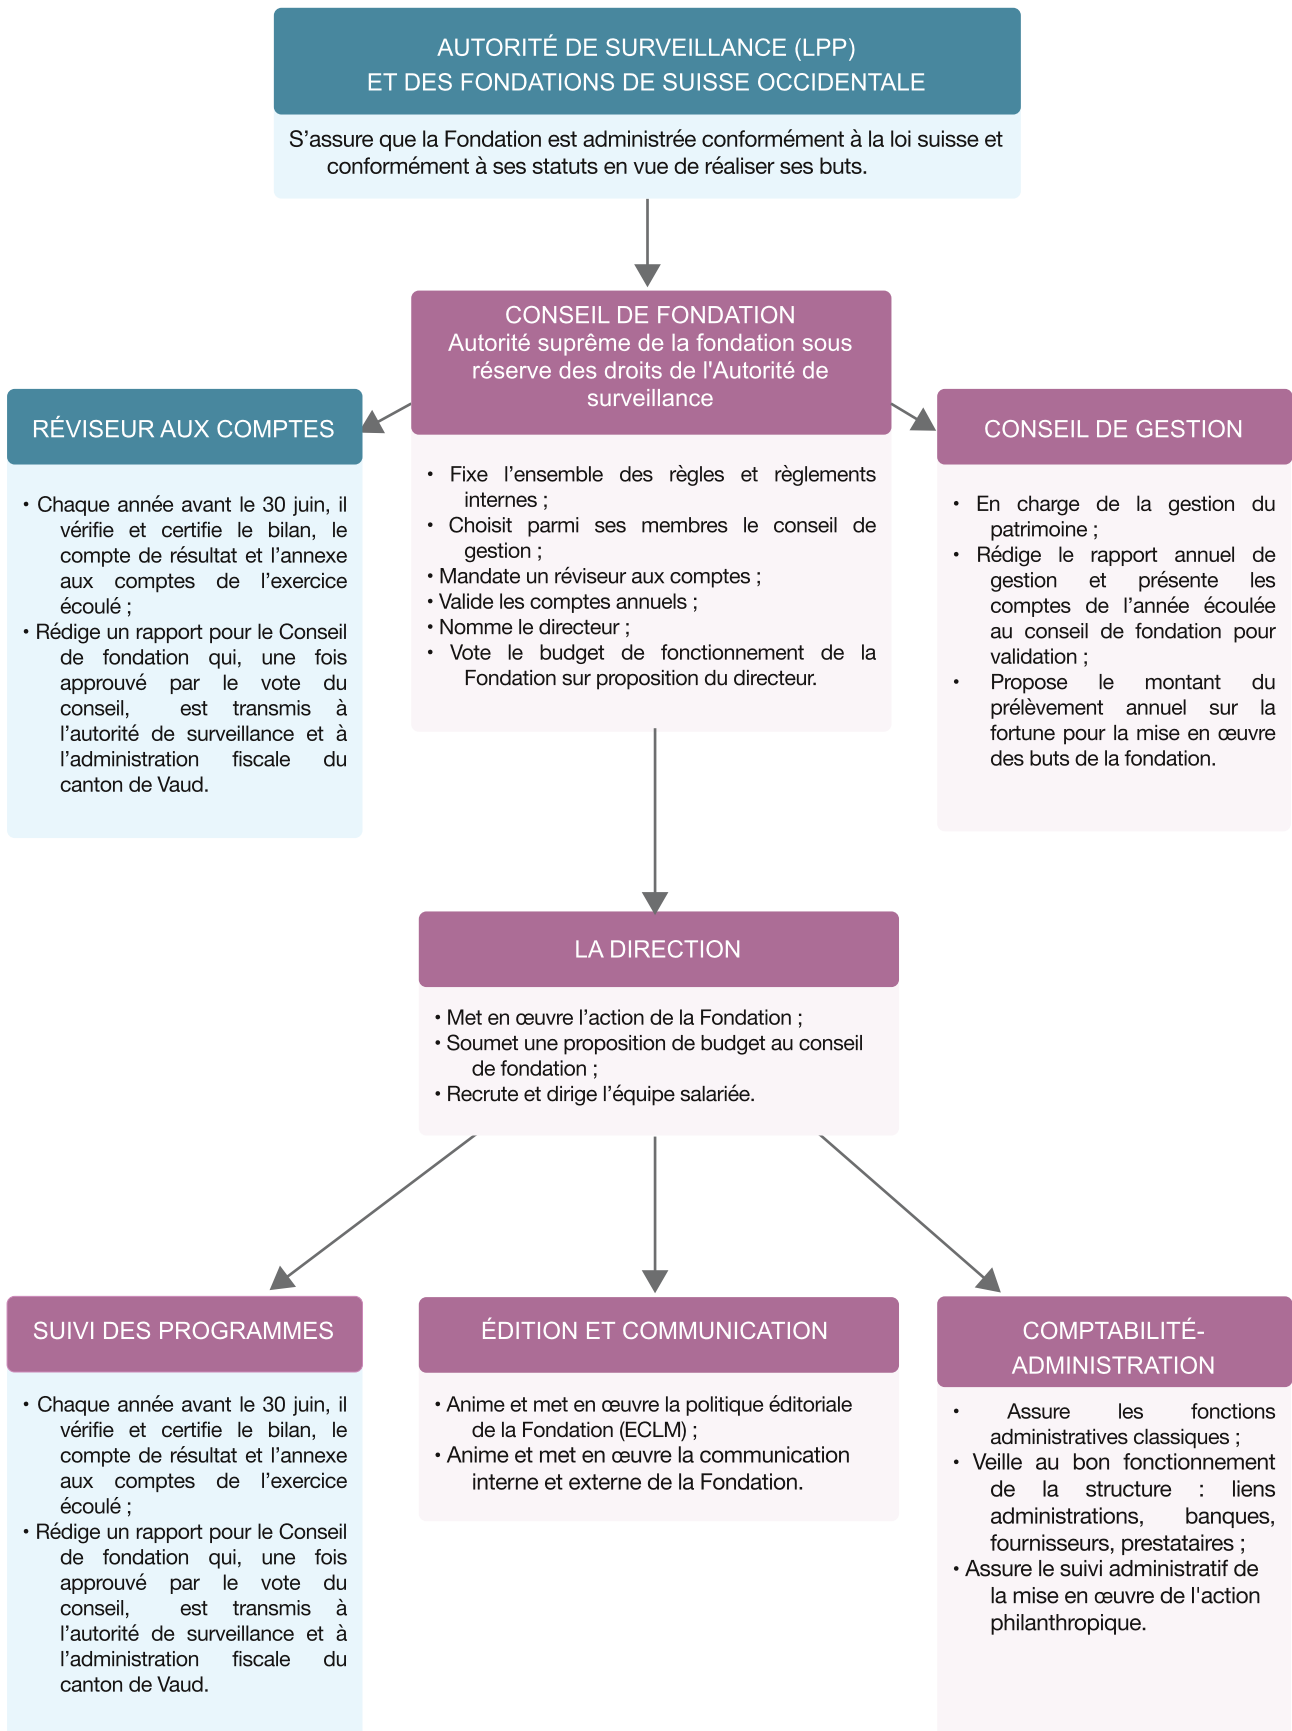 AUTORITÉ DE SURVEILLANCE (LPP)
ET DES FONDATIONS DE SUISSE OCCIDENTALE
S’assure que la Fondation est administrée conformément à la loi suisse et
conformément à ses statuts en vue de réaliser ses buts.
CONSEIL DE FONDATION
Autorité suprême de la fondation sous
réserve des droits de l'Autorité de
surveillance
• Fixe l’ensemble des règles et règlements
internes ;
• Choisit parmi ses membres le conseil de
gestion ;
• Mandate un réviseur aux comptes ;
• Valide les comptes annuels ;
• Nomme le directeur ;
• Vote le budget de fonctionnement de la
Fondation sur proposition du directeur.
RÉVISEUR AUX COMPTES
• Chaque année avant le 30 juin, il
vérifie et certifie le bilan, le
compte de résultat et l’annexe
aux comptes de l’exercice
écoulé ;
• Rédige un rapport pour le Conseil
de fondation qui, une fois
approuvé par le vote du
conseil, est transmis à
l’autorité de surveillance et à
l’administration fiscale du
canton de Vaud.
CONSEIL DE GESTION
• En charge de la gestion du
patrimoine ;
• Rédige le rapport annuel de
gestion et présente les
comptes de l’année écoulée
au conseil de fondation pour
validation ;
• Propose le montant du
prélèvement annuel sur la
fortune pour la mise en œuvre
des buts de la fondation.
LA DIRECTION
• Met en œuvre l’action de la Fondation ;
• Soumet une proposition de budget au conseil
de fondation ;
• Recrute et dirige l’équipe salariée.
SUIVI DES PROGRAMMES
• Chaque année avant le 30 juin, il
vérifie et certifie le bilan, le
compte de résultat et l’annexe
aux comptes de l’exercice
écoulé ;
• Rédige un rapport pour le Conseil
de fondation qui, une fois
approuvé par le vote du
conseil, est transmis à
l’autorité de surveillance et à
l’administration fiscale du
canton de Vaud.
ÉDITION ET COMMUNICATION
• Anime et met en œuvre la politique éditoriale
de la Fondation (ECLM) ;
• Anime et met en œuvre la communication
interne et externe de la Fondation.
COMPTABILITÉ-
ADMINISTRATION
• Assure les fonctions
administratives classiques ;
• Veille au bon fonctionnement
de la structure : liens
administrations, banques,
fournisseurs, prestataires ;
• Assure le suivi administratif de
la mise en œuvre de l'action
philanthropique.